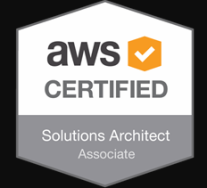 aws
CERTIFIED
Solutions Architect
Associate